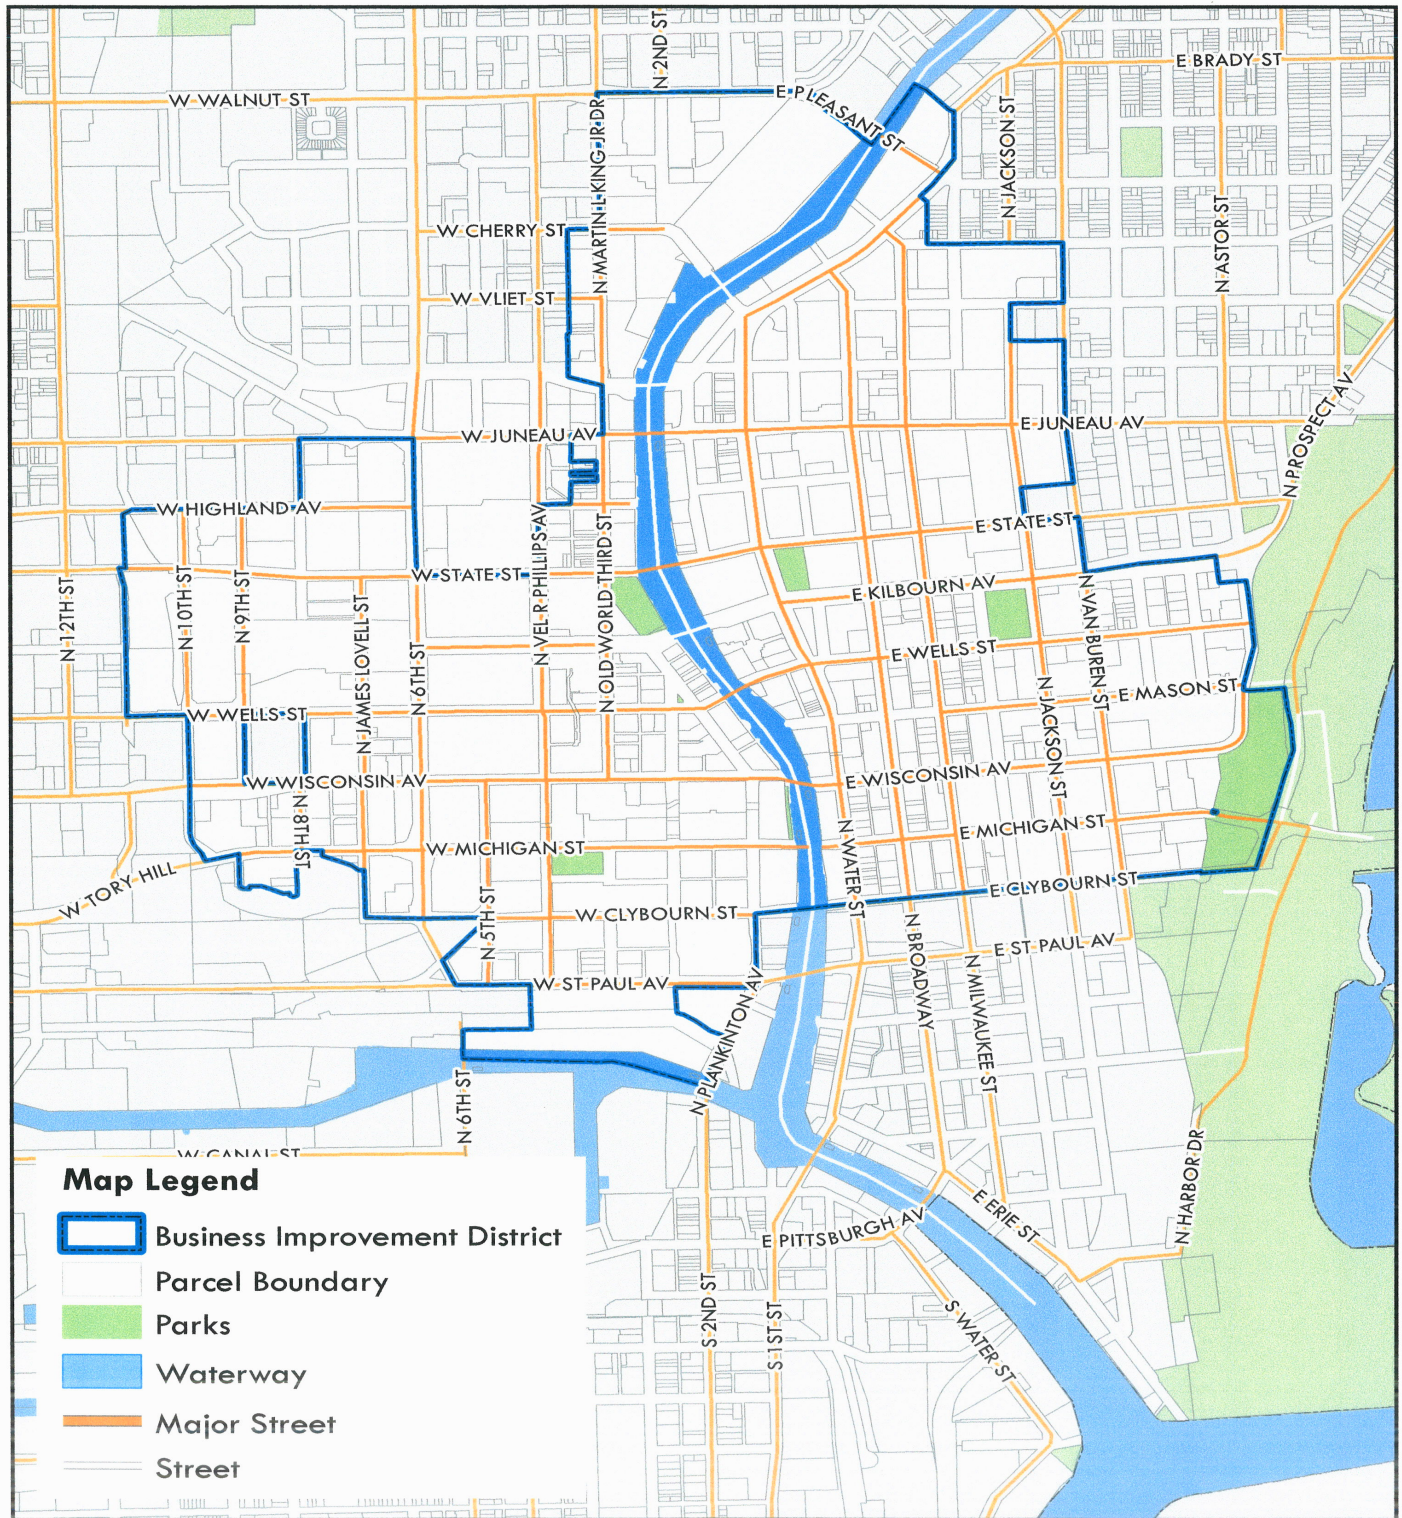 N 2ND ST
E BRADY ST
W WALNUT ST
E PLEASANT ST
N MARTIN L KING JR DR
N JACKSON ST
N ASTOR ST
W CHERRY ST
W VLIET ST
N PROSPECT AV
W JUNEAU AV
E JUNEAU AV
W HIGHLAND AV
E STATE ST
N VEL R PHILLIPS AV
N OLD WORLD THIRD ST
W STATE ST
N 12TH ST
N 10TH ST
N 9TH ST
N JAMES LOVELL ST
N 6TH ST
E KILBOURN AV
N VAN BUREN ST
E WELLS ST
N JACKSON ST
E MASON ST
W WELLS ST
W WISCONSIN AV
E WISCONSIN AV
N 8TH ST
N WATER ST
E MICHIGAN ST
W MICHIGAN ST
W TORY HILL
N 5TH ST
E CLYBOURN ST
W CLYBOURN ST
N BROADWAY
E ST PAUL AV
N MILWAUKEE ST
W ST PAUL AV
N PLANKINTON AV
N 6TH ST
W CANAL ST
N HARBOR DR
E ERIE ST
E PITTSBURGH AV
S 2ND ST
S 1ST ST
S WATER ST
Map Legend
Business Improvement District
Parcel Boundary
Parks
Waterway
Major Street
Street